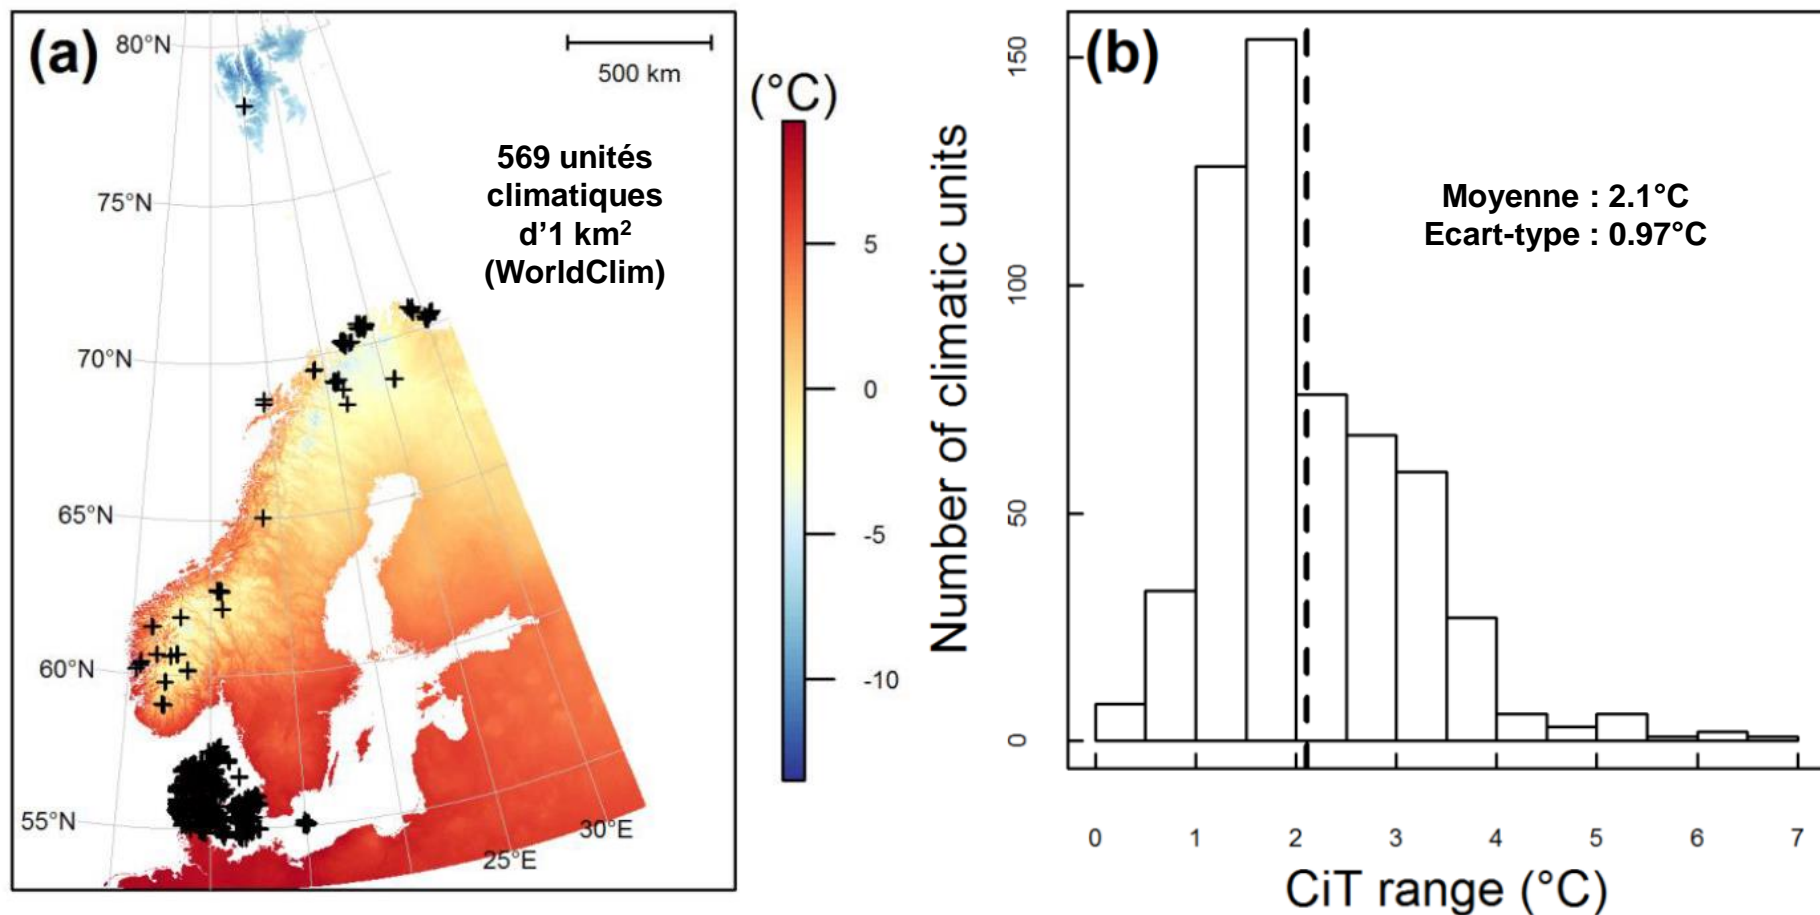 (a)
80°N
75°N
70°N
65°N
60°N
55°N
25°E
30°E
500 km
569 unités
climatiques
d’1 km²
(WorldClim)
(°C)
5
0
-5
-10
(b)
Number of climatic units
150
100
50
0
Moyenne : 2.1°C
Ecart-type : 0.97°C
0 1 2 3 4 5 6 7
CiT range (°C)